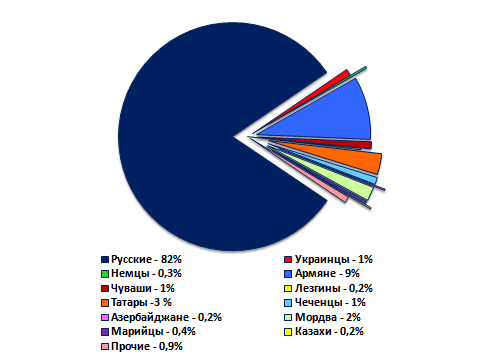 Русские - 82%
Украинцы - 1%
Немцы - 0,3%
Армяне - 9%
Чуваши - 1%
Лезгины - 0,2%
Татары -3 %
Чеченцы - 1%
Азербайджане - 0,2%
Мордва - 2%
Марийцы - 0,4%
Казахи - 0,2%
Прочие - 0,9%